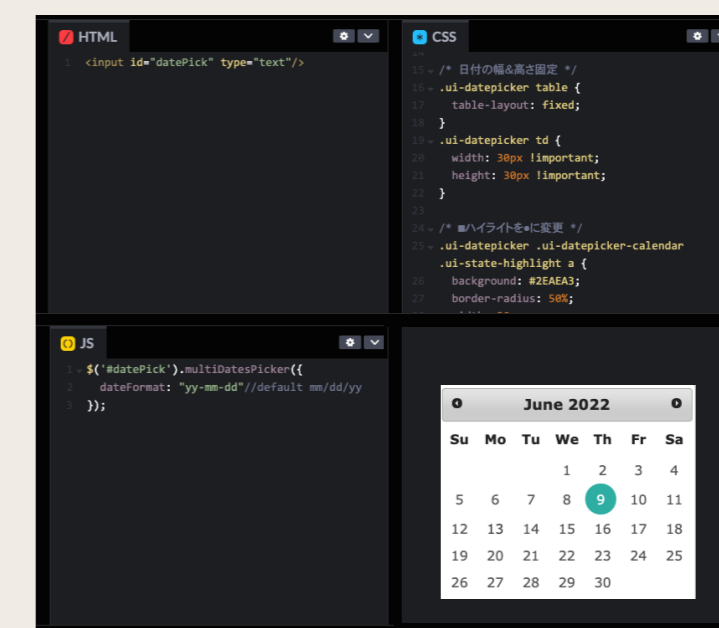 HTML
1 <input id="datePick" type="text"/>
CSS
14
15 /* 日付の幅&高さ固定 */
16 .ui-datepicker table {
17 table-layout: fixed;
18 }
19 .ui-datepicker td {
20 width: 30px !important;
21 height: 30px !important;
22 }
23
24 /* ■ハイライトを●に変更 */
25 .ui-datepicker .ui-datepicker-calendar
.ui-state-highlight a {
26 background: #2EAEA3;
27 border-radius: 50%;
JS
1 $('#datePick').multiDatesPicker({
2 dateFormat: "yy-mm-dd"//default mm/dd/yy
3 });
June 2022
Su Mo Tu We Th Fr Sa
1 2 3 4
5 6 7 8 9 10 11
12 13 14 15 16 17 18
19 20 21 22 23 24 25
26 27 28 29 30